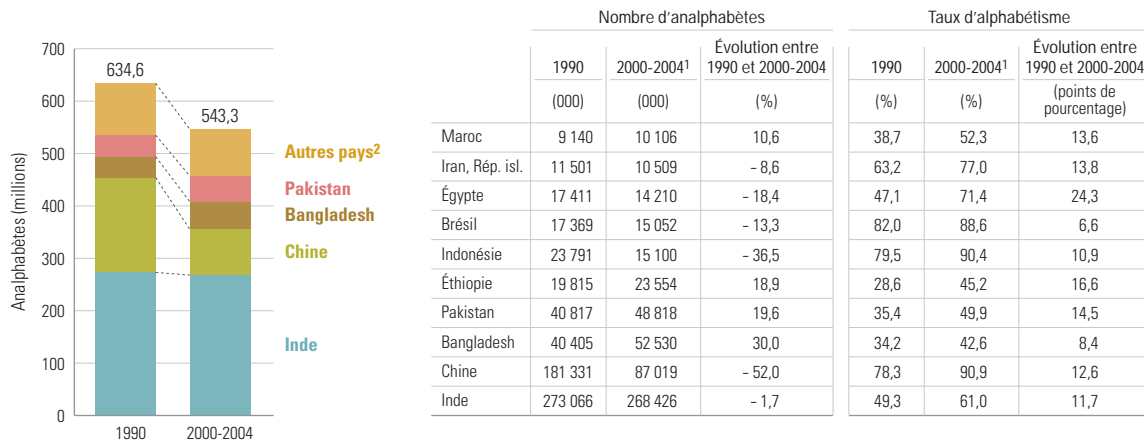 Analphabètes (millions)
700
600
500
400
300
200
100
0
634,6
543,3
1990
2000-2004
Autres pays²
Pakistan
Bangladesh
Chine
Inde
Nombre d'analphabètes Taux d'alphabétisme
1990 2000-2004¹ Évolution entre 1990 et 2000-2004 1990 2000-2004¹ Évolution entre 1990 et 2000-2004
(000) (000) (%) (%) (%) (points de pourcentage)
Maroc 9 140 10 106 10,6 38,7 52,3 13,6
Iran, Rép. isl. 11 501 10 509 – 8,6 63,2 77,0 13,8
Égypte 17 411 14 210 – 18,4 47,1 71,4 24,3
Brésil 17 369 15 052 – 13,3 82,0 88,6 6,6
Indonésie 23 791 15 100 – 36,5 79,5 90,4 10,9
Éthiopie 19 815 23 554 18,9 28,6 45,2 16,6
Pakistan 40 817 48 818 19,6 35,4 49,9 14,5
Bangladesh 40 405 52 530 30,0 34,2 42,6 8,4
Chine 181 331 87 019 – 52,0 78,3 90,9 12,6
Inde 273 066 268 426 – 1,7 49,3 61,0 11,7